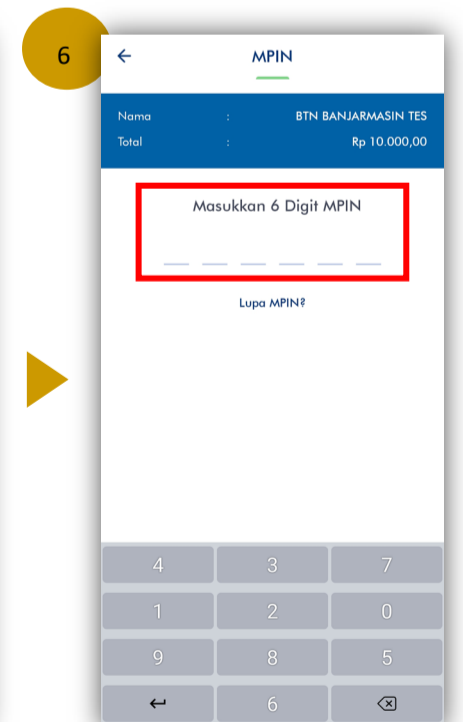 6
MPIN
Nama : BTN BANJARMASIN TES
Total : Rp 10.000,00
Masukkan 6 Digit MPIN
Lupa MPIN?
4 3 7
1 2 0
9 8 5
6